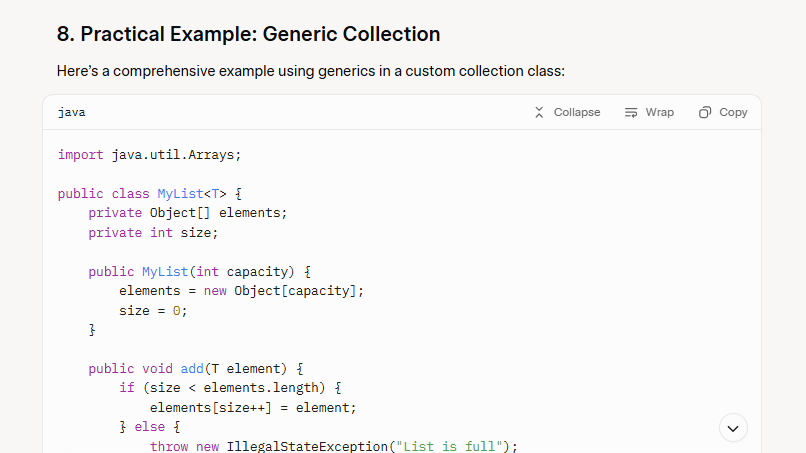 8. Practical Example: Generic Collection
Here’s a comprehensive example using generics in a custom collection class:
java
Collapse
Wrap
Copy
import java.util.Arrays;
public class MyList<T> {
    private Object[] elements;
    private int size;
    public MyList(int capacity) {
        elements = new Object[capacity];
        size = 0;
    }
    public void add(T element) {
        if (size < elements.length) {
            elements[size++] = element;
        } else {
            throw new IllegalStateException("List is full");